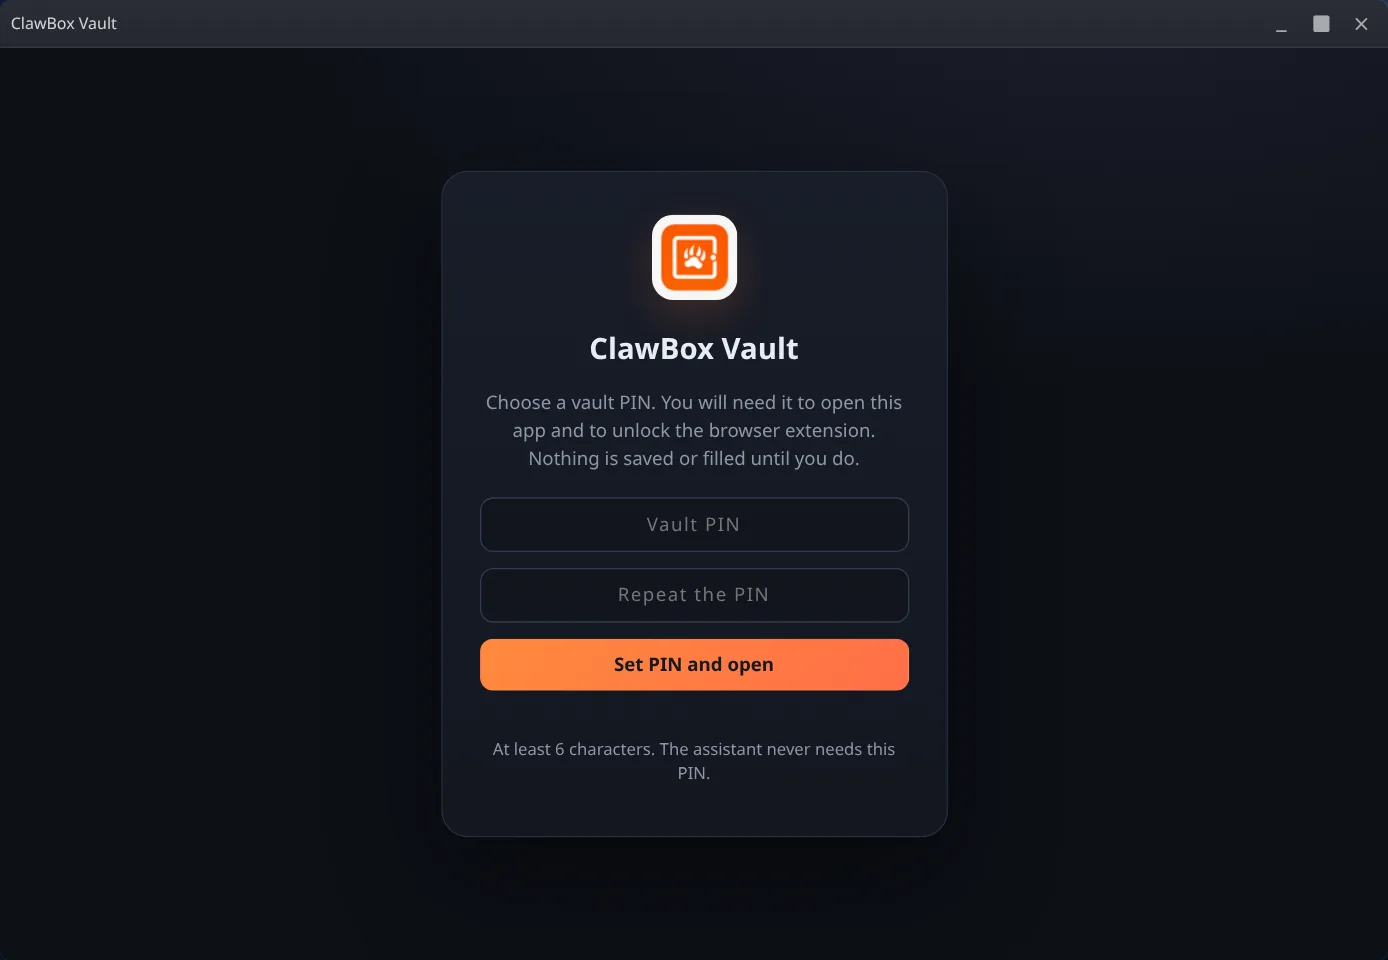 ClawBox Vault
ClawBox Vault
Choose a vault PIN. You will need it to open this
app and to unlock the browser extension.
Nothing is saved or filled until you do.
Vault PIN
Repeat the PIN
Set PIN and open
At least 6 characters. The assistant never needs this
PIN.